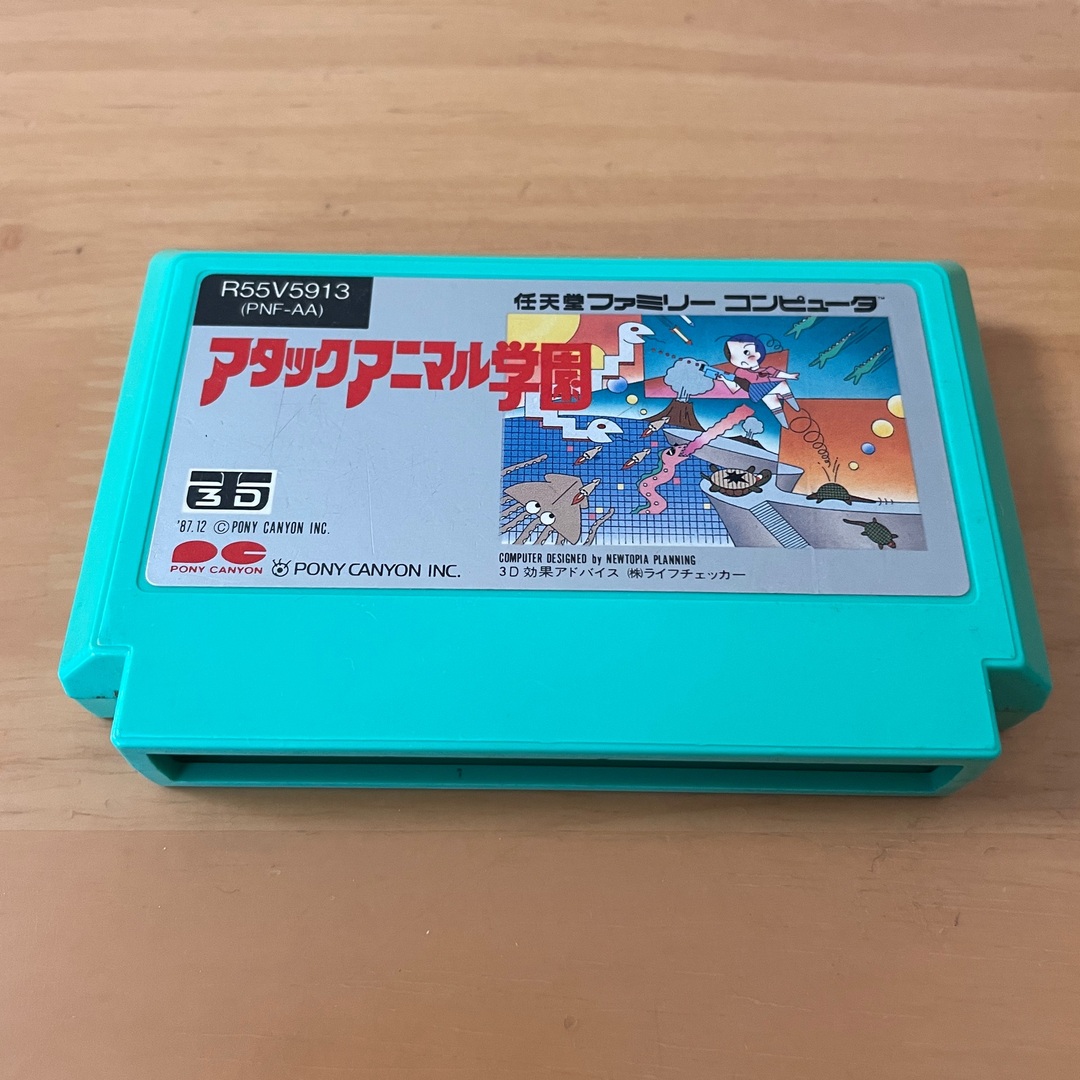 R55V5913
(PNF-AA)
任天堂ファミリー コンピュータ™
アタックアニマル学園
3D
'87.12 ©PONY CANYON INC.
PC
PONY CANYON
PONY CANYON INC.
COMPUTER DESIGNED by NEWTOPIA PLANNING
3D効果アドバイス ㈱ライフチェッカー